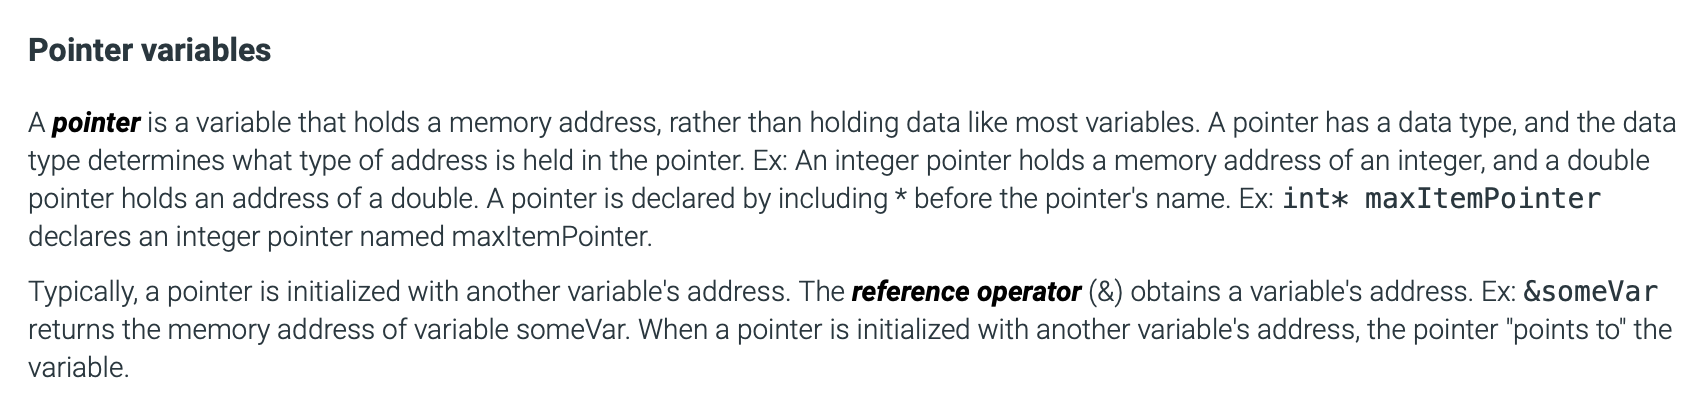 Pointer variables
A pointer is a variable that holds a memory address, rather than holding data like most variables. A pointer has a data type, and the data
type determines what type of address is held in the pointer. Ex: An integer pointer holds a memory address of an integer, and a double
pointer holds an address of a double. A pointer is declared by including * before the pointer's name. Ex: int* maxItemPointer
declares an integer pointer named maxItemPointer.
Typically, a pointer is initialized with another variable's address. The reference operator (&) obtains a variable's address. Ex: &someVar
returns the memory address of variable someVar. When a pointer is initialized with another variable's address, the pointer "points to" the
variable.